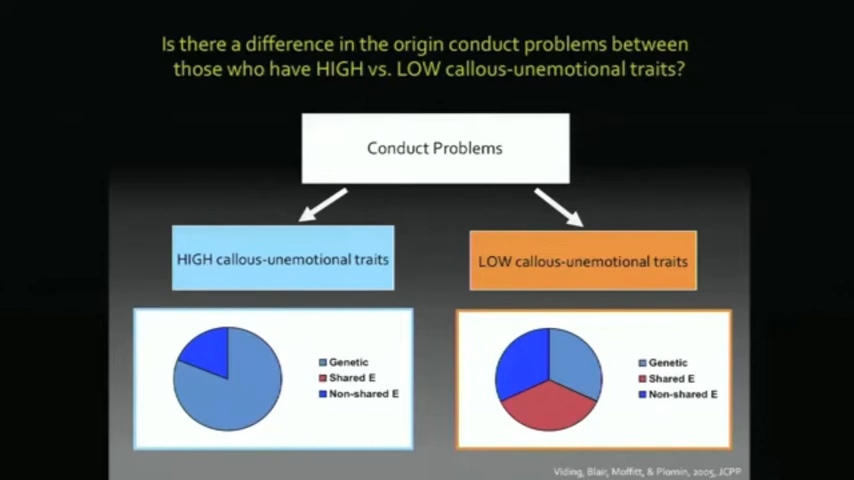 Is there a difference in the origin conduct problems between
those who have HIGH vs. LOW callous-unemotional traits?
Conduct Problems
HIGH callous-unemotional traits
LOW callous-unemotional traits
Genetic
Shared E
Non-shared E
Genetic
Shared E
Non-shared E
Viding, Blair, Moffitt, & Plomin, 2005, JCPP